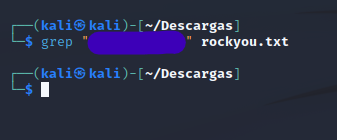 ┌──(kali㉿kali)-[~/Descargas]
└─$ grep "" rockyou.txt
┌──(kali㉿kali)-[~/Descargas]
└─$